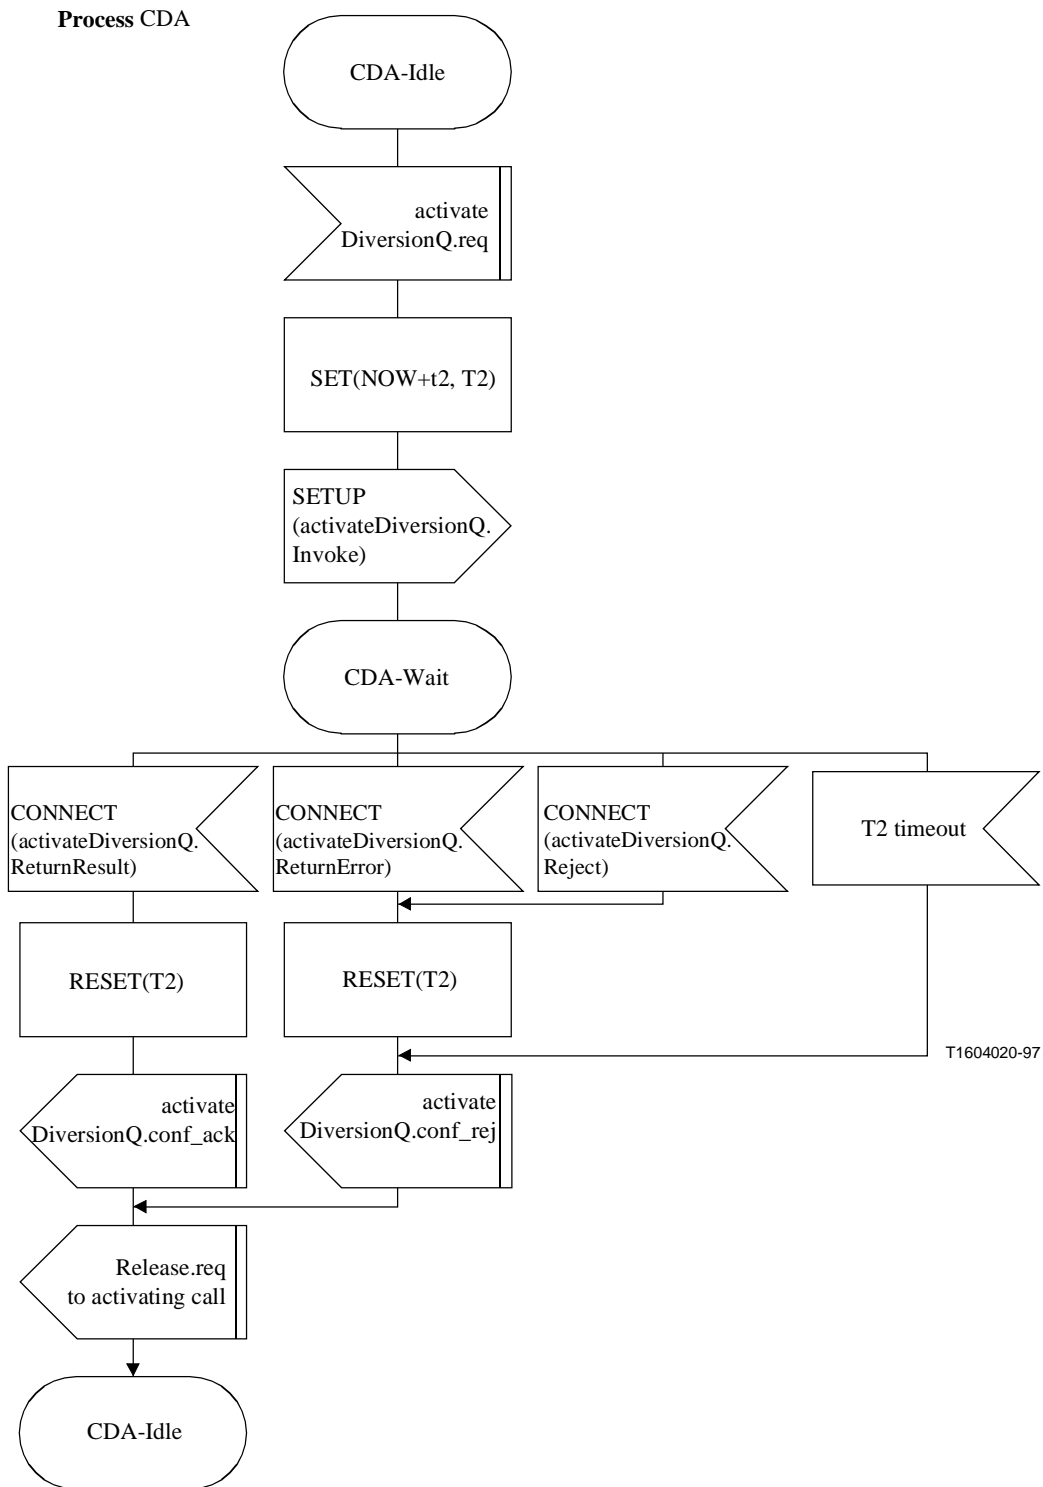 Process CDA
CDA-Idle
activate
DiversionQ.req
SET(NOW+t2, T2)
SETUP
(activateDiversionQ.
Invoke)
CDA-Wait
CONNECT
(activateDiversionQ.
ReturnResult)
CONNECT
(activateDiversionQ.
ReturnError)
CONNECT
(activateDiversionQ.
Reject)
T2 timeout
RESET(T2)
RESET(T2)
T1604020-97
activate
DiversionQ.conf_ack
activate
DiversionQ.conf_rej
Release.req
to activating call
CDA-Idle